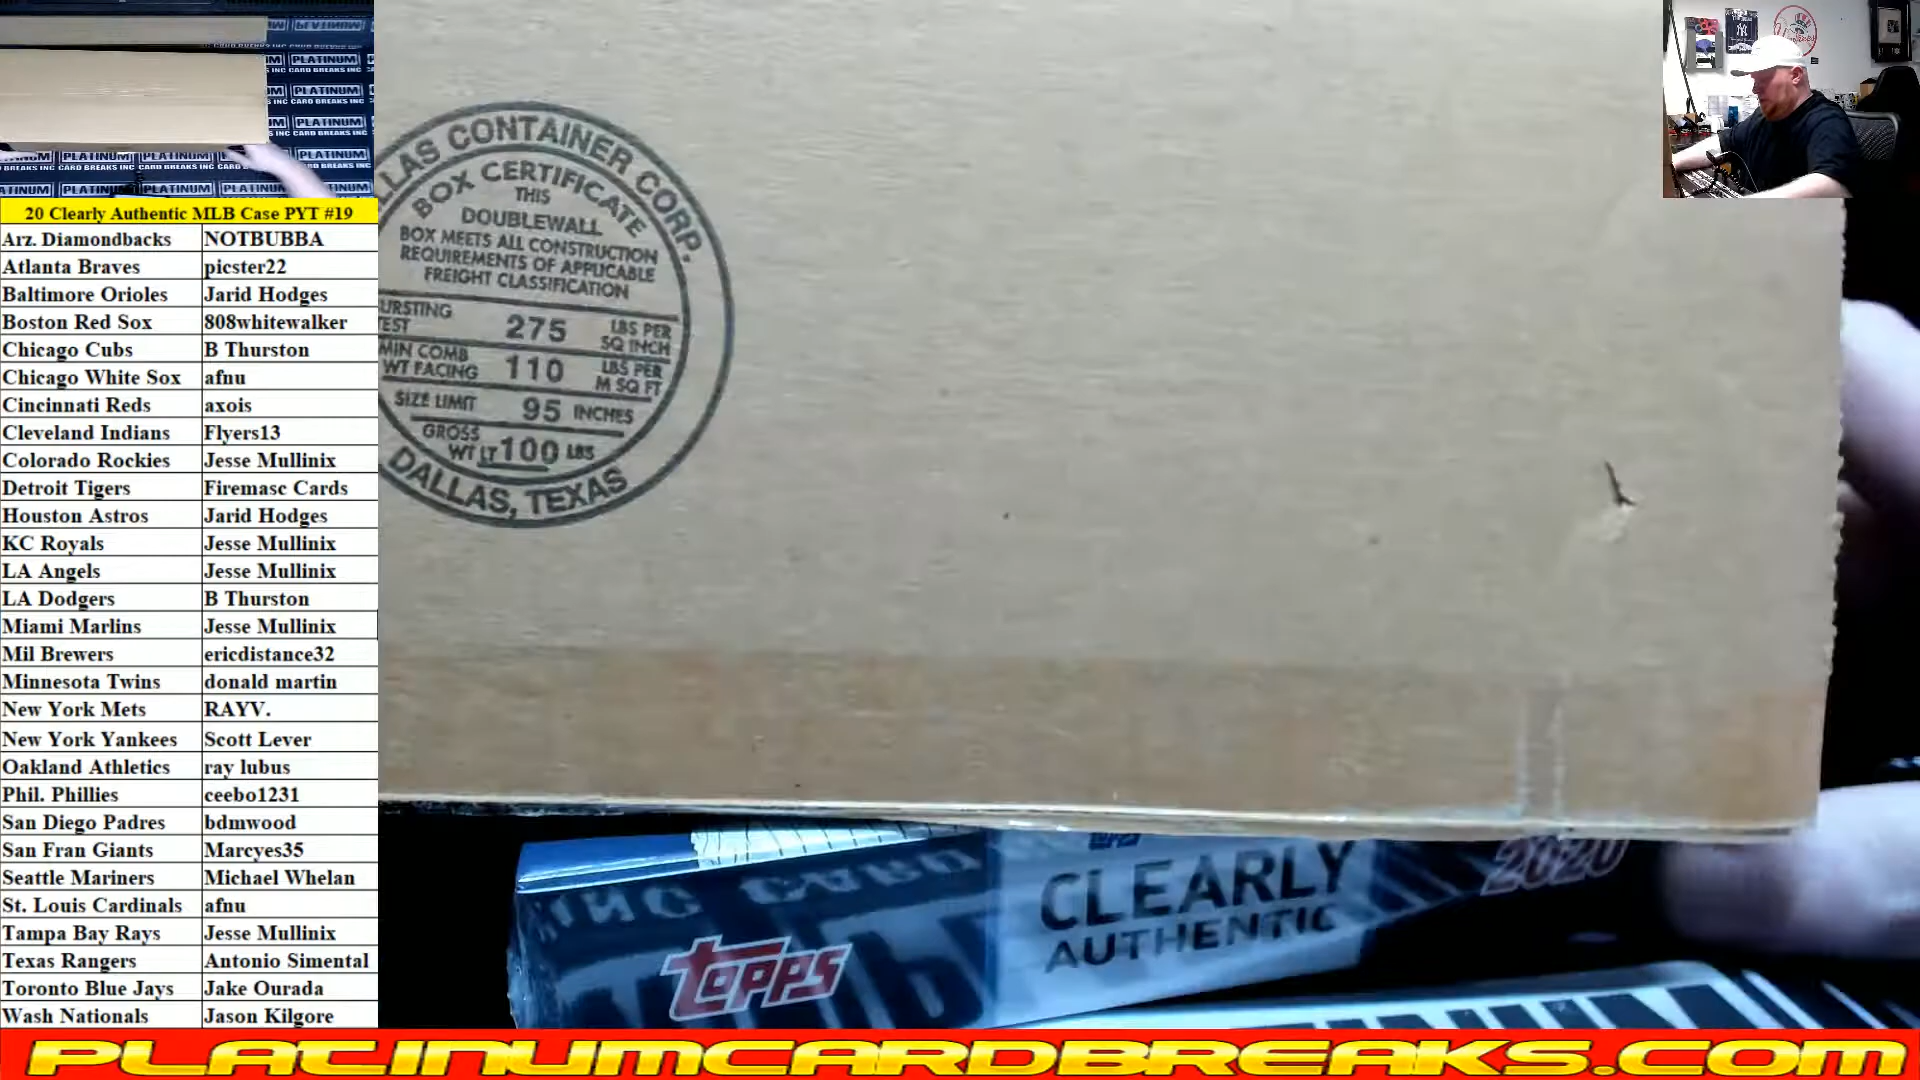 20 Clearly Authentic MLB Case PYT #19
Arz. Diamondbacks NOTBUBBA
Atlanta Braves picster22
Baltimore Orioles Jarid Hodges
Boston Red Sox 808whitewalker
Chicago Cubs B Thurston
Chicago White Sox afnu
Cincinnati Reds axois
Cleveland Indians Flyers13
Colorado Rockies Jesse Mullinix
Detroit Tigers Firemasc Cards
Houston Astros Jarid Hodges
KC Royals Jesse Mullinix
LA Angels Jesse Mullinix
LA Dodgers B Thurston
Miami Marlins Jesse Mullinix
Mil Brewers ericdistance32
Minnesota Twins donald martin
New York Mets RAYV.
New York Yankees Scott Lever
Oakland Athletics ray lubus
Phil. Phillies ceebo1231
San Diego Padres bdmwood
San Fran Giants Marcyes35
Seattle Mariners Michael Whelan
St. Louis Cardinals afnu
Tampa Bay Rays Jesse Mullinix
Texas Rangers Antonio Simental
Toronto Blue Jays Jake Ourada
Wash Nationals Jason Kilgore
LAS CONTAINER CORP.
BOX CERTIFICATE
THIS
DOUBLEWALL
BOX MEETS ALL CONSTRUCTION
REQUIREMENTS OF APPLICABLE
FREIGHT CLASSIFICATION
URSTING TEST 275 LBS PER SQ INCH
MIN COMB WT FACING 110 LBS PER M SQ FT
SIZE LIMIT 95 INCHES
GROSS WT LT 100 LBS
DALLAS, TEXAS
topps
CLEARLY
AUTHENTIC
2020
PLATINUM
CARD BREAKS INC
PLATINUMCARDBREAKS.COM